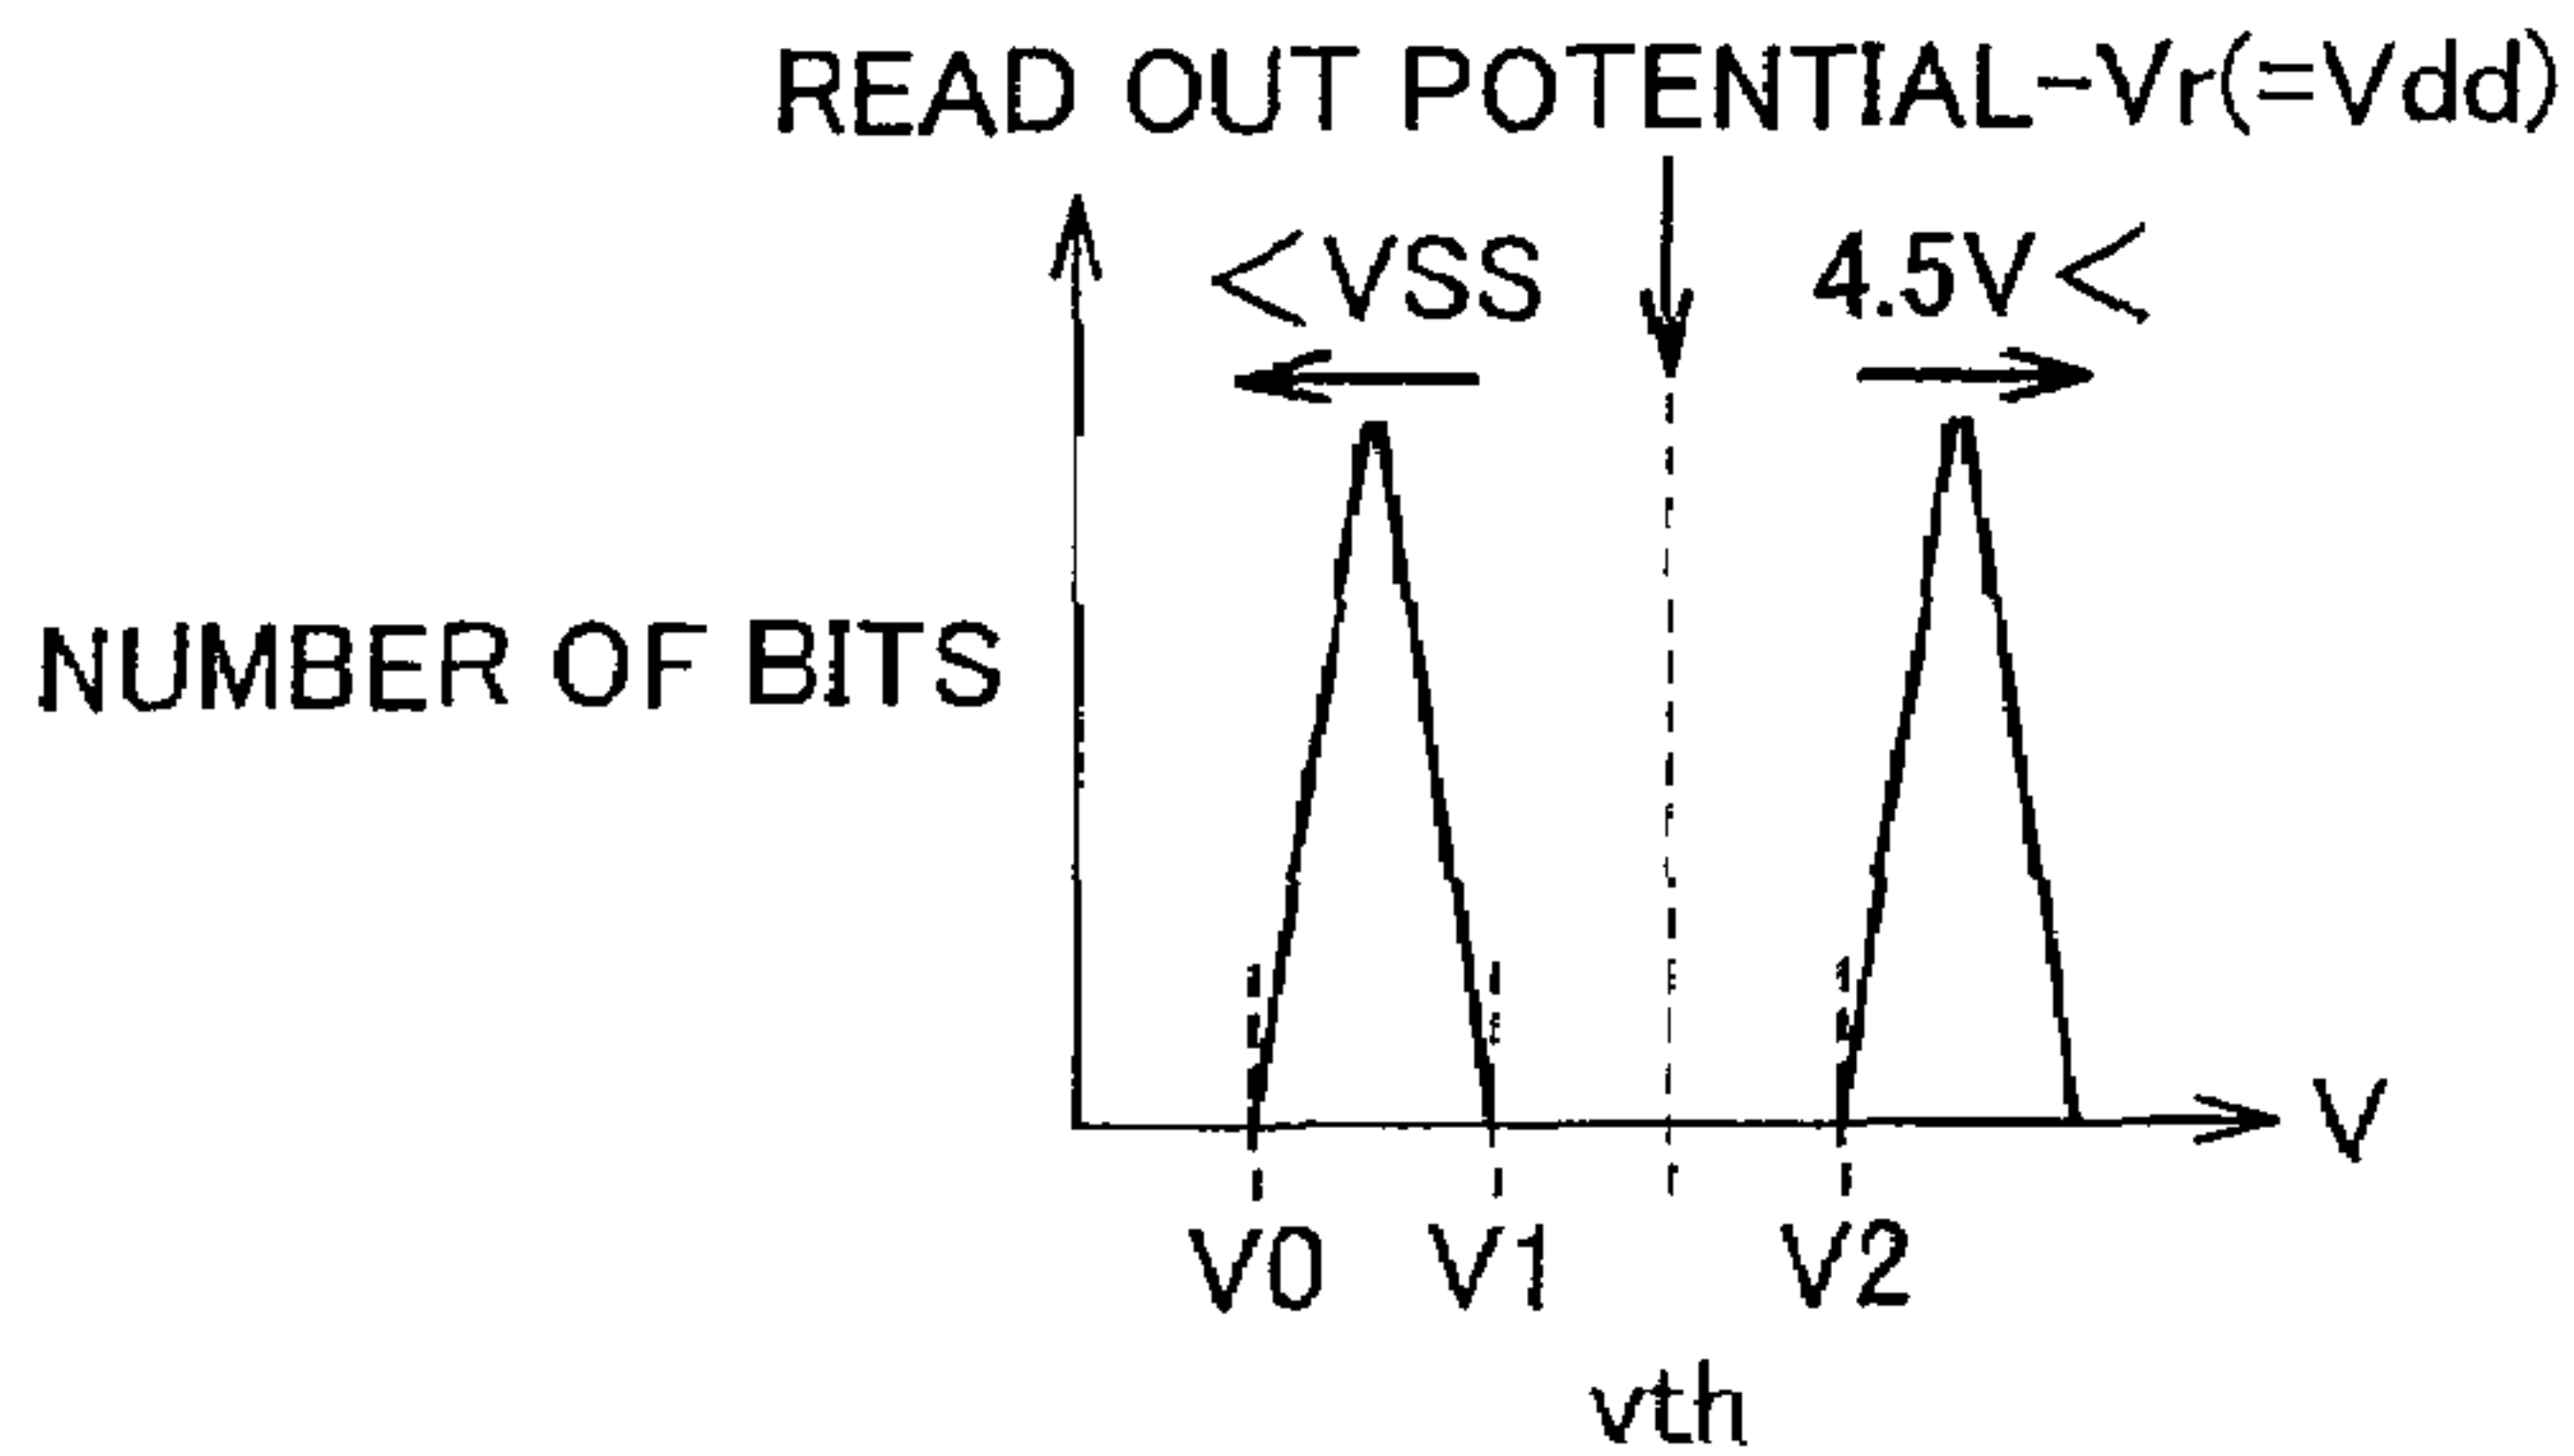 READ OUT POTENTIAL-Vr(=Vdd)
<VSS
4.5V<
NUMBER OF BITS
V
V0 V1 V2
vth